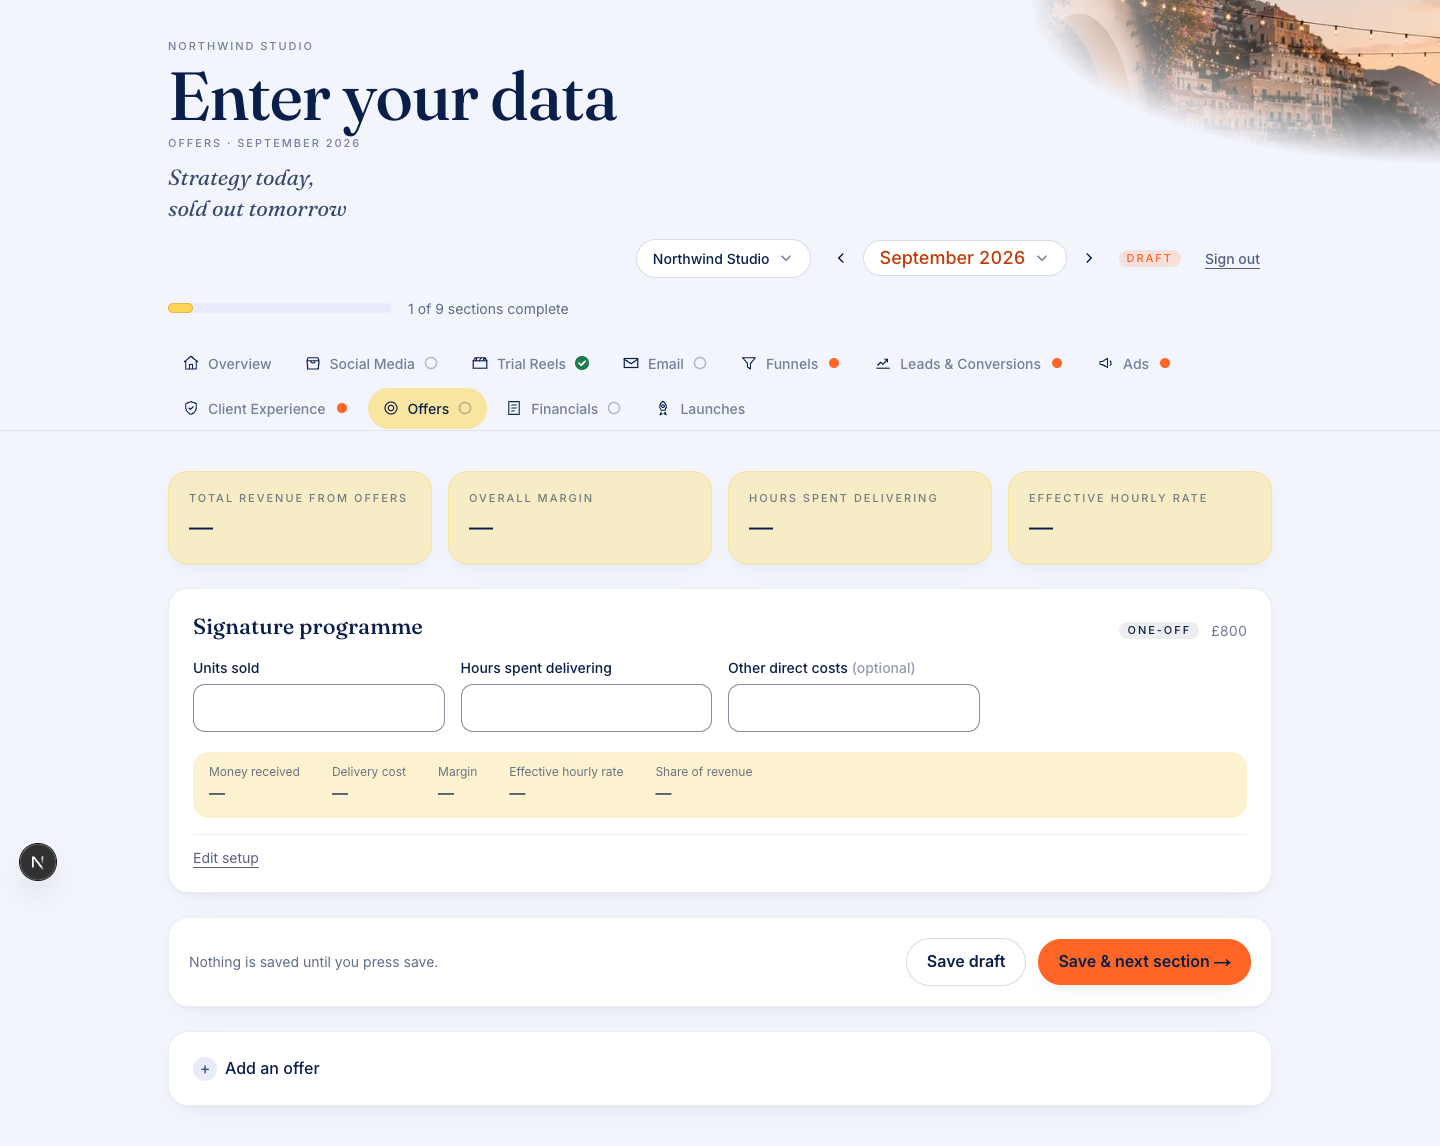 NORTHWIND STUDIO
Enter your data
OFFERS · SEPTEMBER 2026
Strategy today,
sold out tomorrow
Northwind Studio
September 2026
DRAFT
Sign out
1 of 9 sections complete
Overview
Social Media
Trial Reels
Email
Funnels
Leads & Conversions
Ads
Client Experience
Offers
Financials
Launches
TOTAL REVENUE FROM OFFERS
—
OVERALL MARGIN
—
HOURS SPENT DELIVERING
—
EFFECTIVE HOURLY RATE
—
Signature programme
ONE-OFF
£800
Units sold
Hours spent delivering
Other direct costs (optional)
Money received
—
Delivery cost
—
Margin
—
Effective hourly rate
—
Share of revenue
—
Edit setup
N
Nothing is saved until you press save.
Save draft
Save & next section →
+ Add an offer